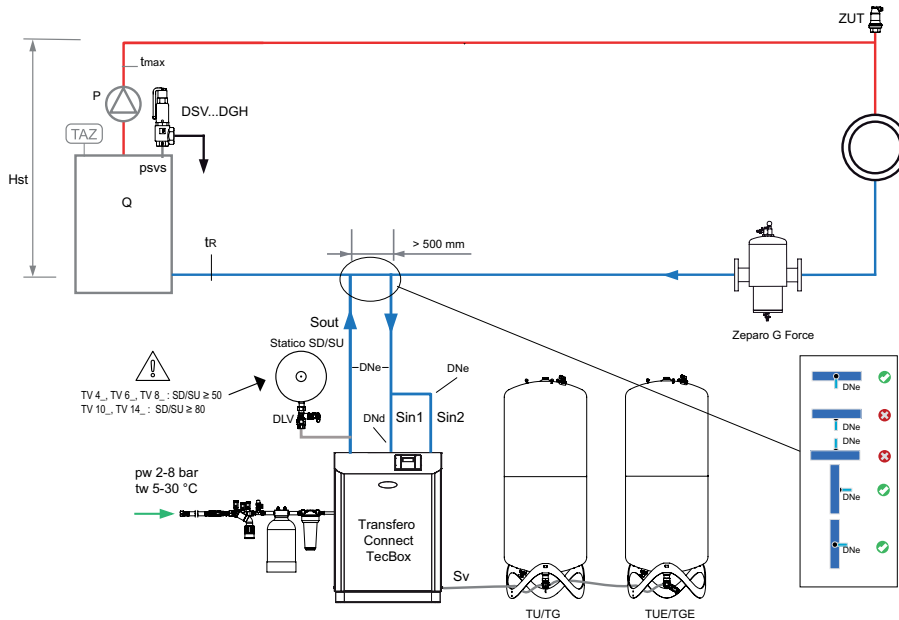 ZUT
tmax
P
DSV...DGH
TAZ
psvs
Hst
Q
tR
> 500 mm
Zeparo G Force
Sout
Statico SD/SU
DNe
DNe
TV 4_, TV 6_, TV 8_ : SD/SU ≥ 50
TV 10_, TV 14_ : SD/SU ≥ 80
DLV
DNd
Sin1
Sin2
DNe
DNe
DNe
DNe
DNe
pw 2-8 bar
tw 5-30 °C
Transfero
Connect
TecBox
Sv
TU/TG
TUE/TGE